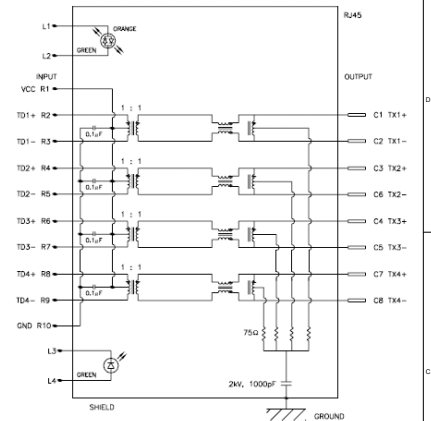 RJ45
L1
ORANGE
L2
GREEN
INPUT
OUTPUT
VCC R1
1 : 1
TD1+ R2
C1 TX1+
0.1uF
TD1- R3
C2 TX1-
1 : 1
TD2+ R4
C3 TX2+
0.1uF
TD2- R5
C6 TX2-
1 : 1
TD3+ R6
C4 TX3+
0.1uF
TD3- R7
C5 TX3-
1 : 1
TD4+ R8
C7 TX4+
0.1uF
TD4- R9
C8 TX4-
GND R10
75Ω
L3
GREEN
L4
2kV, 1000pF
SHIELD
GROUND
D
C